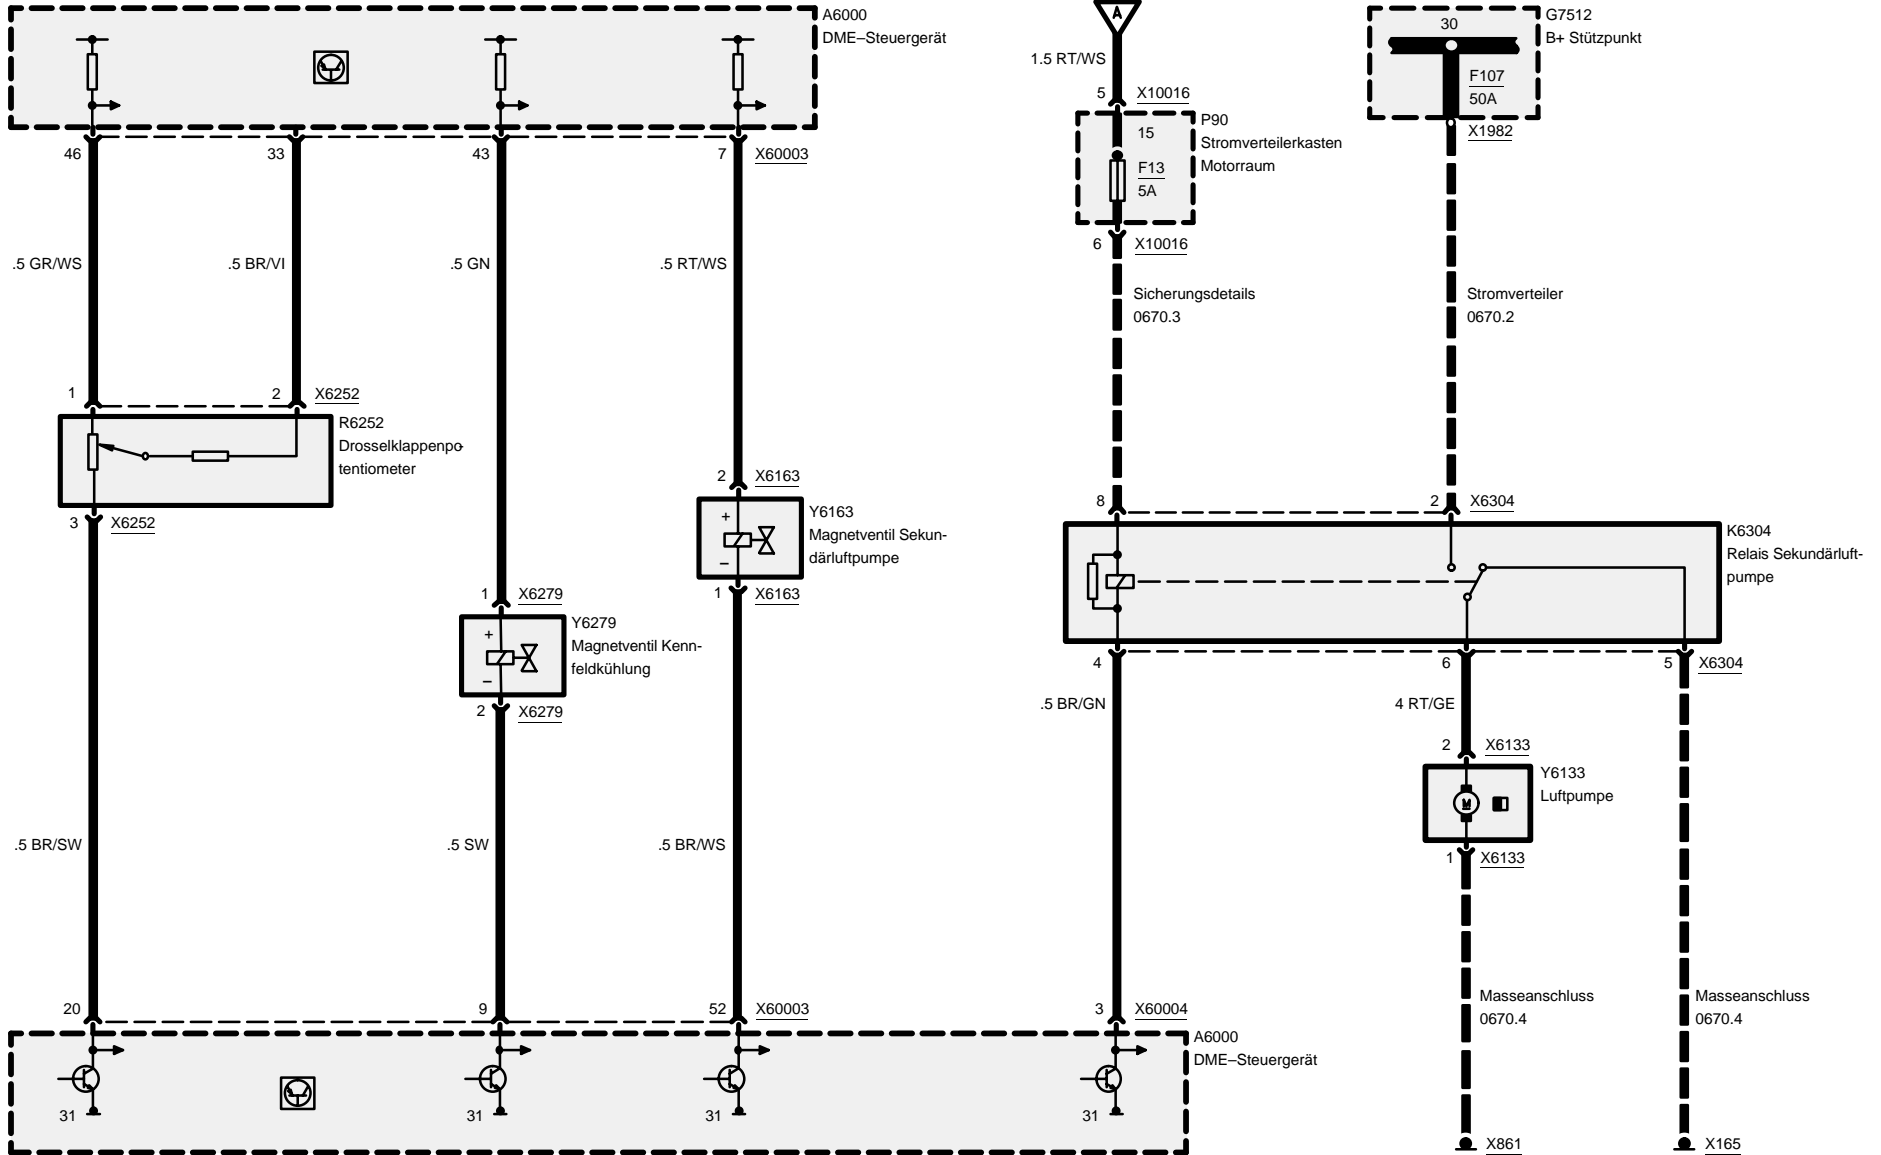 A6000
DME–Steuergerät
A
1.5 RT/WS
5 X10016
P90
Stromverteilerkasten
Motorraum
15
F13
5A
6 X10016
G7512
B+ Stützpunkt
30
F107
50A
X1982
46 33 43 7 X60003
.5 GR/WS .5 BR/VI .5 GN .5 RT/WS
Sicherungsdetails
0670.3
Stromverteiler
0670.2
1 2 X6252
R6252
Drosselklappenpo-
tentiometer
3 X6252
2 X6163
+
–
Y6163
Magnetventil Sekun-
därluftpumpe
1 X6163
8 2 X6304
K6304
Relais Sekundärluft-
pumpe
1 X6279
+
–
Y6279
Magnetventil Kenn-
feldkühlung
2 X6279
4 6 5 X6304
.5 BR/GN 4 RT/GE
2 X6133
M
Y6133
Luftpumpe
1 X6133
.5 BR/SW .5 SW .5 BR/WS
Masseanschluss
0670.4
Masseanschluss
0670.4
20 9 52 X60003 3 X60004
A6000
DME–Steuergerät
31 31 31 31
X861 X165